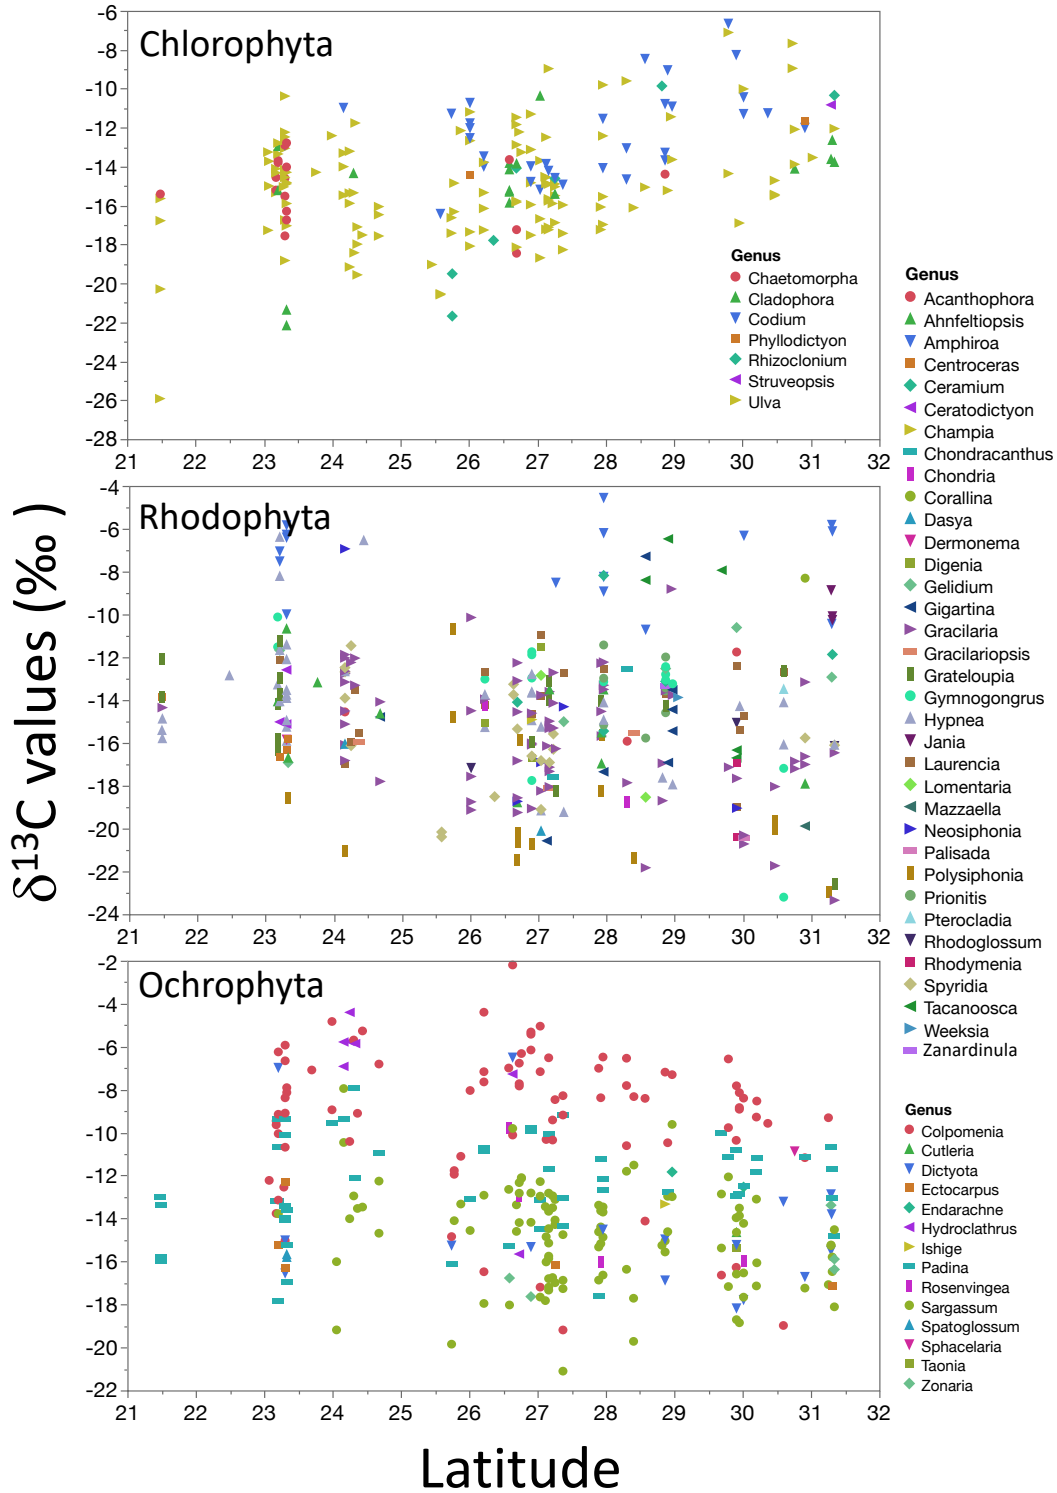 Chlorophyta
-6
-8
-10
-12
-14
-16
-18
-20
-22
-24
-26
-28
21 22 23 24 25 26 27 28 29 30 31 32
Genus
Chaetomorpha
Cladophora
Codium
Phyllodictyon
Rhizoclonium
Struveopsis
Ulva
Rhodophyta
-4
-6
-8
-10
-12
-14
-16
-18
-20
-22
-24
21 22 23 24 25 26 27 28 29 30 31 32
Genus
Acanthophora
Ahnfeltiopsis
Amphiroa
Centroceras
Ceramium
Ceratodictyon
Champia
Chondracanthus
Chondria
Corallina
Dasya
Dermonema
Digenia
Gelidium
Gigartina
Gracilaria
Gracilariopsis
Grateloupia
Gymnogongrus
Hypnea
Jania
Laurencia
Lomentaria
Mazzaella
Neosiphonia
Palisada
Polysiphonia
Prionitis
Pterocladia
Rhodoglossum
Rhodymenia
Spyridia
Tacanoosca
Weeksia
Zanardinula
Ochrophyta
-2
-4
-6
-8
-10
-12
-14
-16
-18
-20
-22
21 22 23 24 25 26 27 28 29 30 31 32
Genus
Colpomenia
Cutleria
Dictyota
Ectocarpus
Endarachne
Hydroclathrus
Ishige
Padina
Rosenvingea
Sargassum
Spatoglossum
Sphacelaria
Taonia
Zonaria
δ13C values (‰)
Latitude